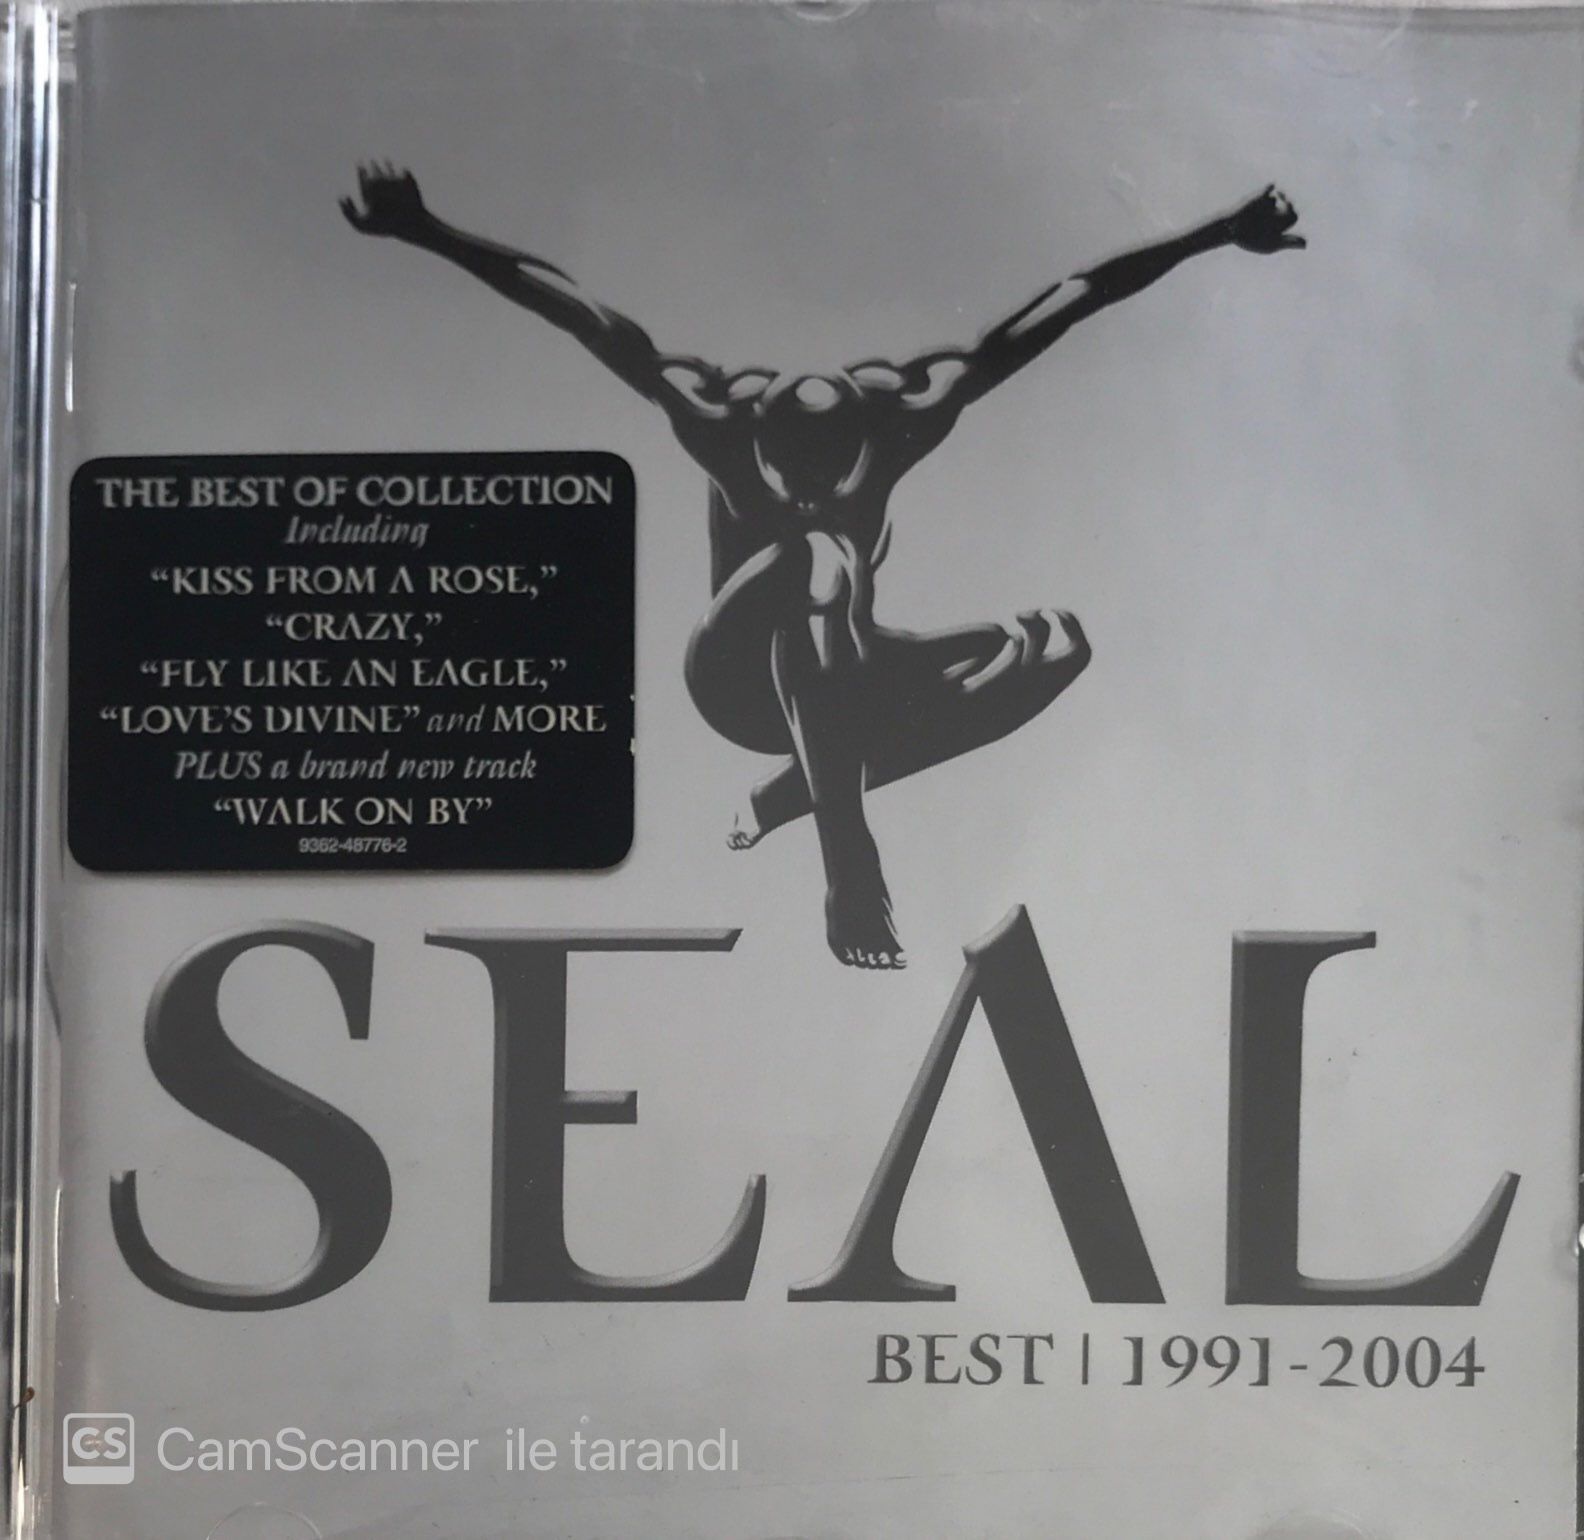 THE BEST OF COLLECTION
Including
“KISS FROM A ROSE,”
“CRAZY,”
“FLY LIKE AN EAGLE,”
“LOVE'S DIVINE” and MORE
PLUS a brand new track
“WALK ON BY”
9362-48776-2
SEAL
BEST | 1991-2004
CS CamScanner ile tarandı